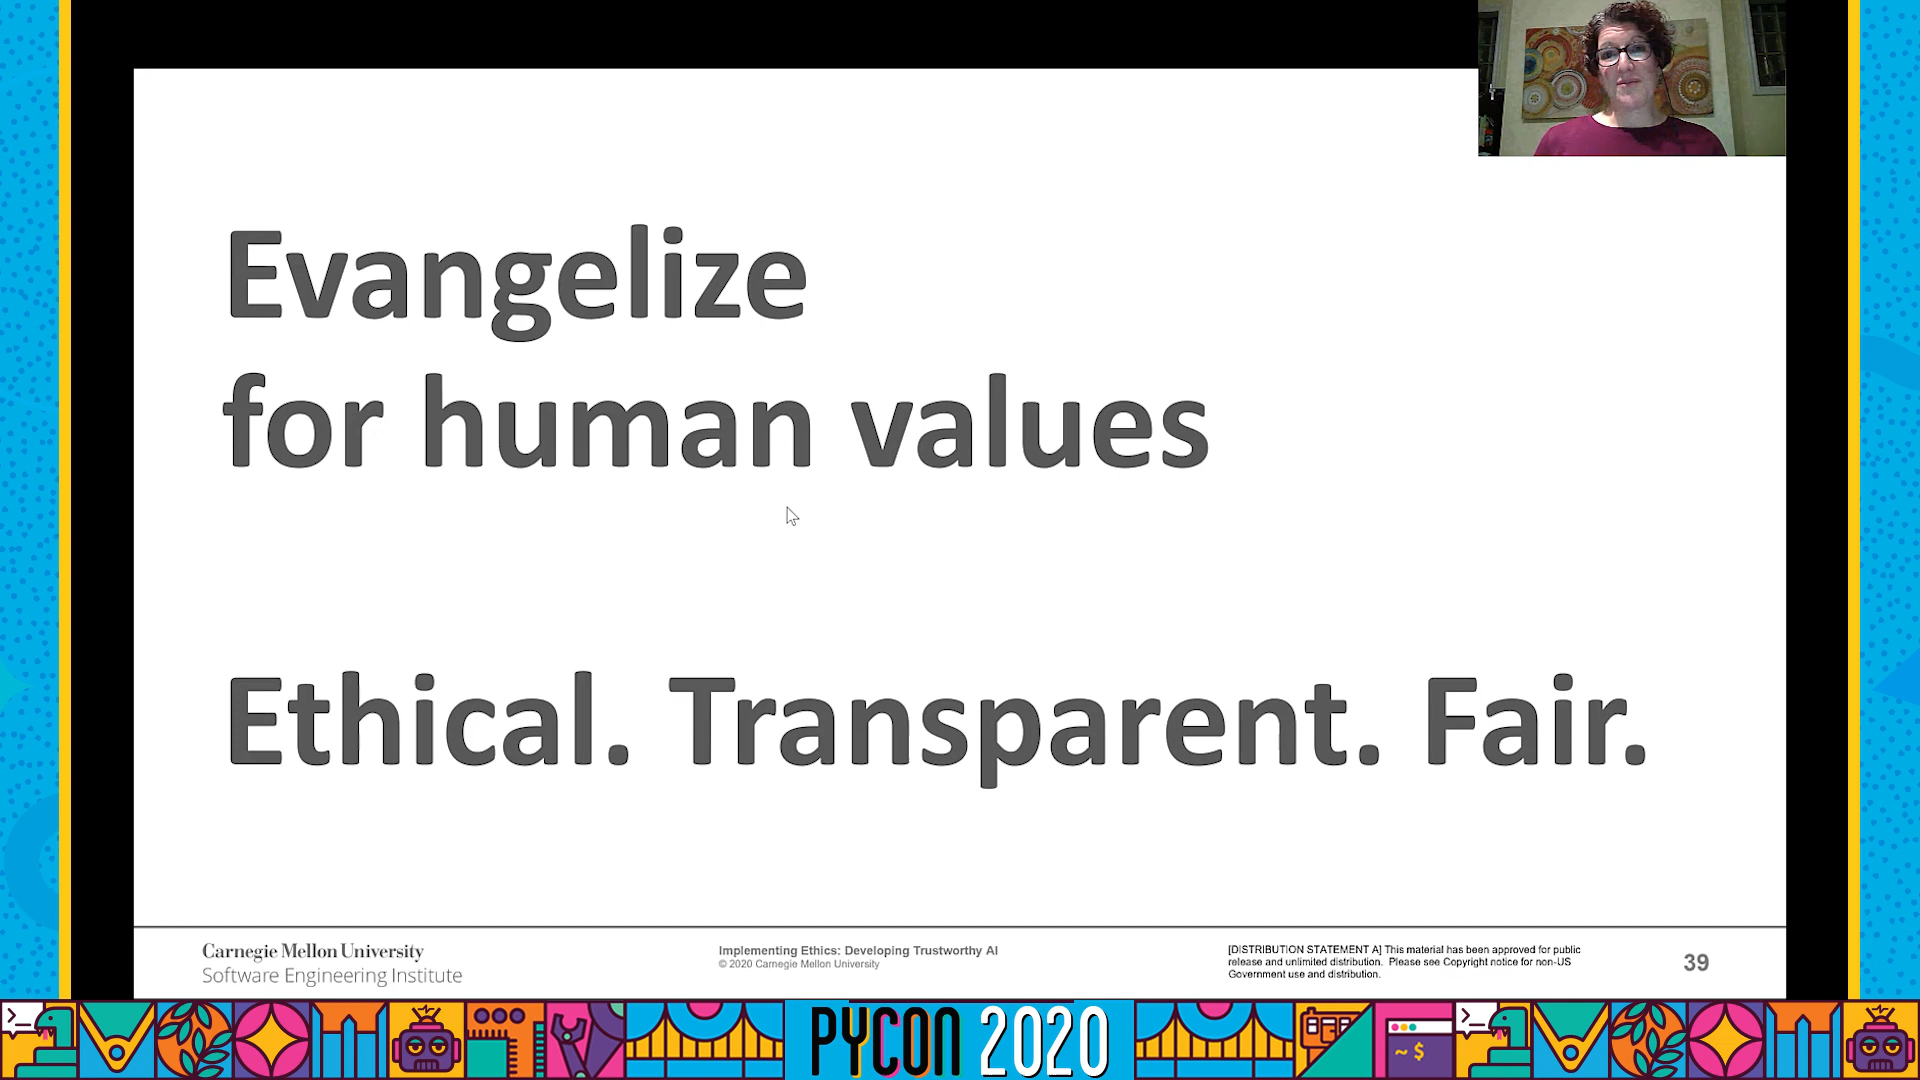 Evangelize
for human values
Ethical. Transparent. Fair.
Carnegie Mellon University
Software Engineering Institute
Implementing Ethics: Developing Trustworthy AI
© 2020 Carnegie Mellon University
[DISTRIBUTION STATEMENT A] This material has been approved for public
release and unlimited distribution. Please see Copyright notice for non-US
Government use and distribution.
39
PYCON 2020
~ $